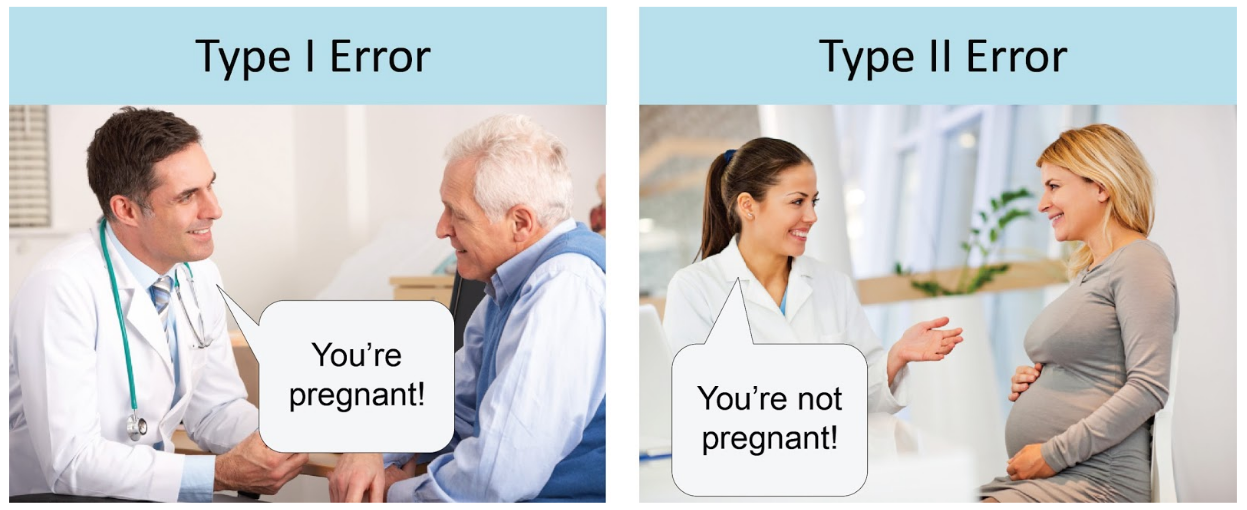 Type I Error
You're
pregnant!
Type II Error
You're not
pregnant!